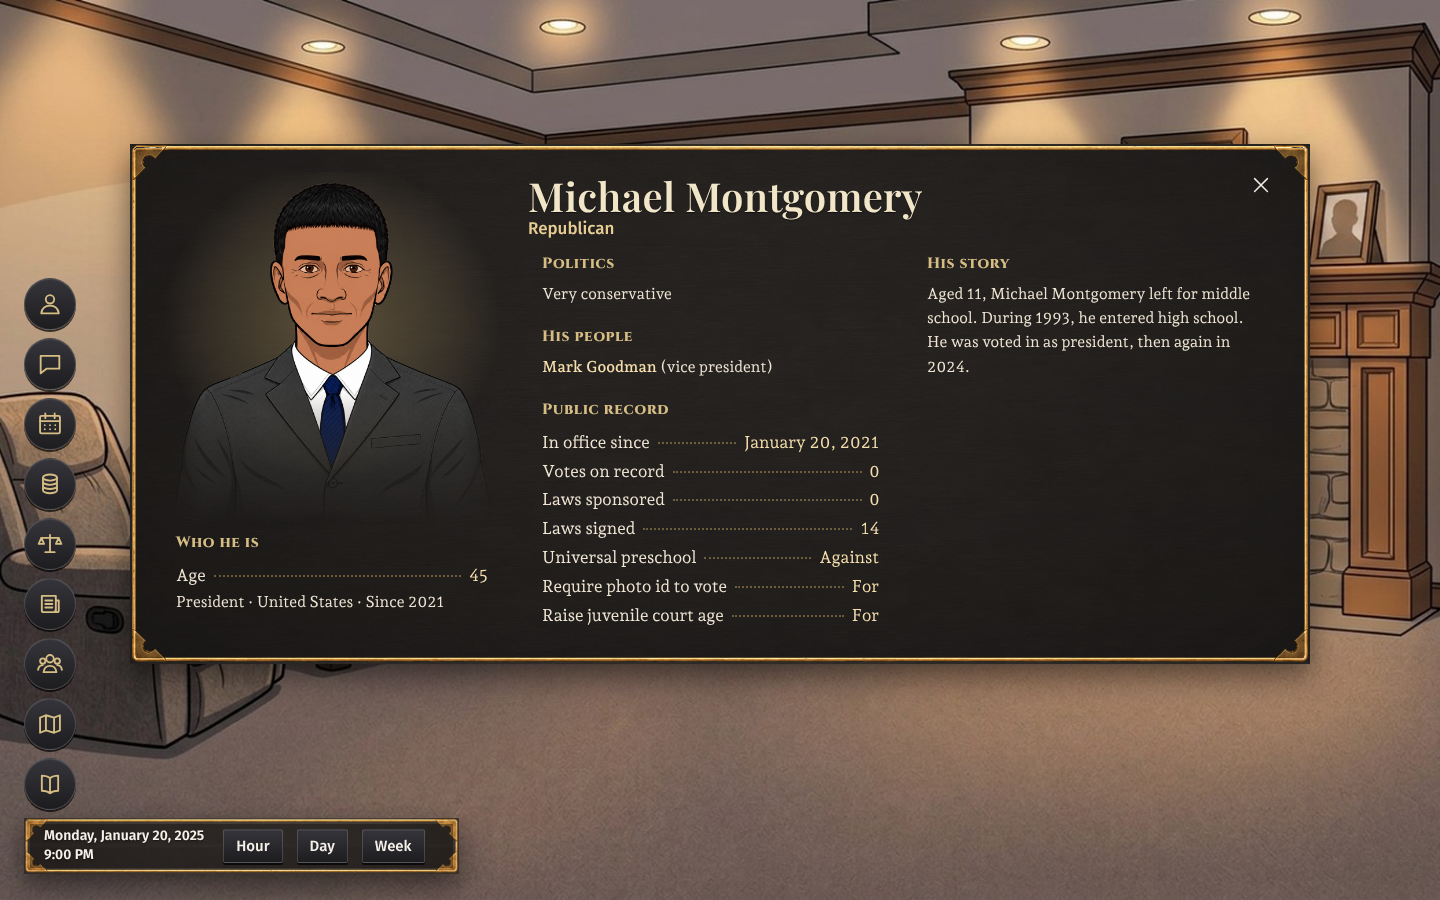 Michael Montgomery
Republican
Politics
Very conservative
His people
Mark Goodman (vice president)
Public record
In office since January 20, 2021
Votes on record 0
Laws sponsored 0
Laws signed 14
Universal preschool Against
Require photo id to vote For
Raise juvenile court age For
His story
Aged 11, Michael Montgomery left for middle
school. During 1993, he entered high school.
He was voted in as president, then again in
2024.
Who he is
Age 45
President · United States · Since 2021
Monday, January 20, 2025
9:00 PM
Hour
Day
Week